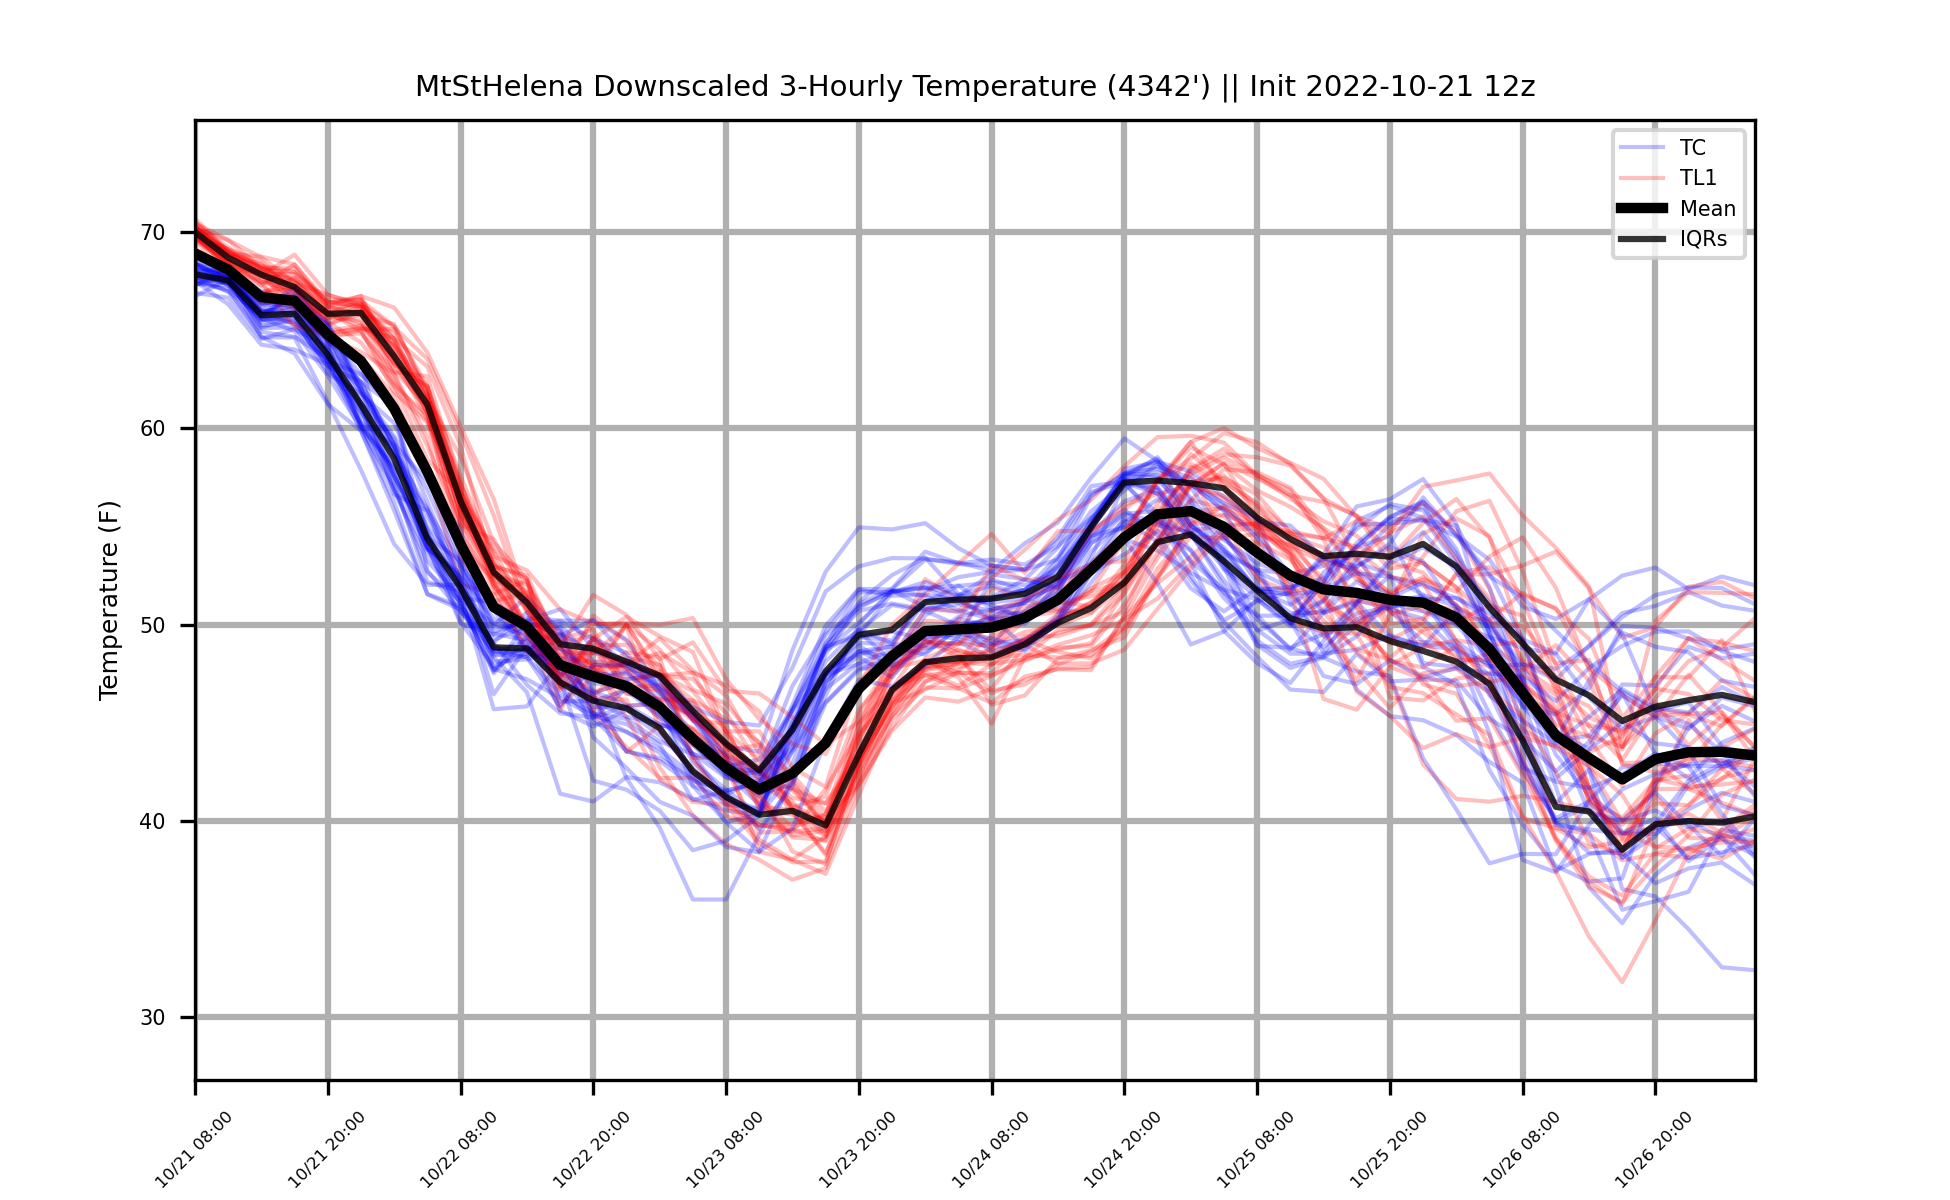 MtStHelena Downscaled 3-Hourly Temperature (4342') || Init 2022-10-21 12z
TC
TL1
Mean
IQRs
Temperature (F)
70
60
50
40
30
10/21 08:00
10/21 20:00
10/22 08:00
10/22 20:00
10/23 08:00
10/23 20:00
10/24 08:00
10/24 20:00
10/25 08:00
10/25 20:00
10/26 08:00
10/26 20:00